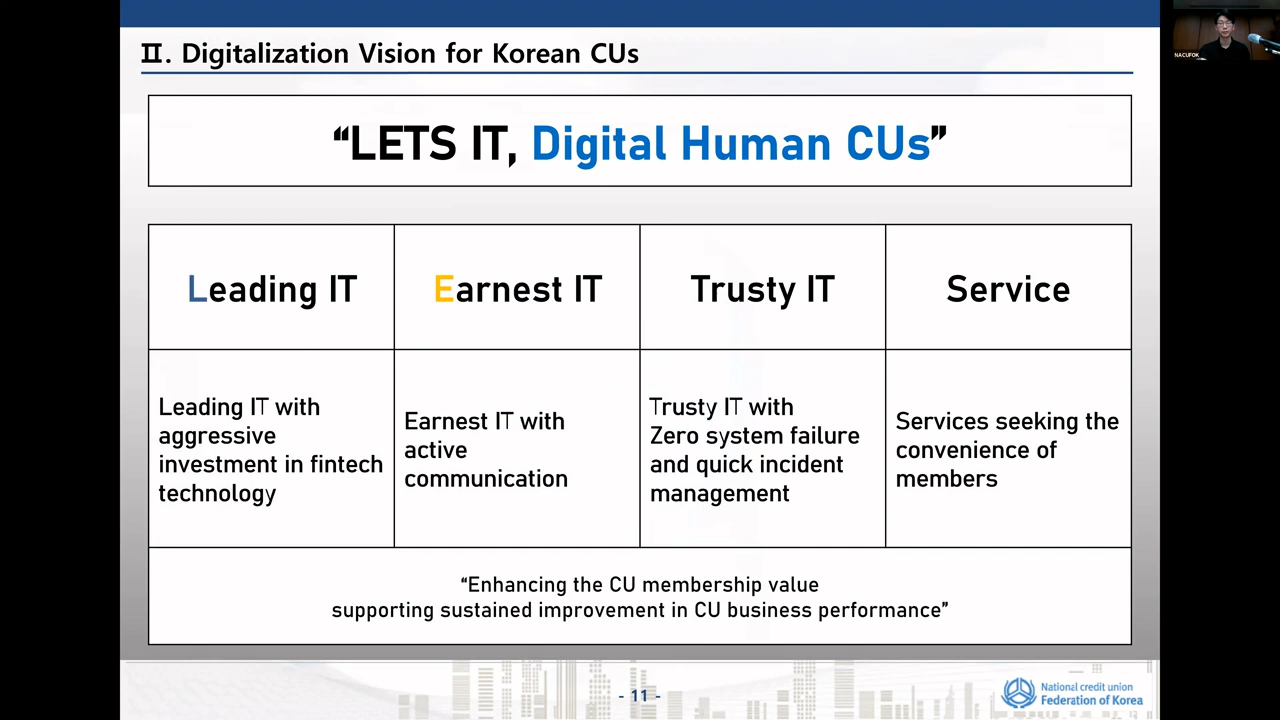 Ⅱ. Digitalization Vision for Korean CUs
NACUFOK
“LETS IT, Digital Human CUs”
Leading IT
Earnest IT
Trusty IT
Service
Leading IT with
aggressive
investment in fintech
technology
Earnest IT with
active
communication
Trusty IT with
Zero system failure
and quick incident
management
Services seeking the
convenience of
members
“Enhancing the CU membership value
supporting sustained improvement in CU business performance”
- 11 -
National credit union
Federation of Korea